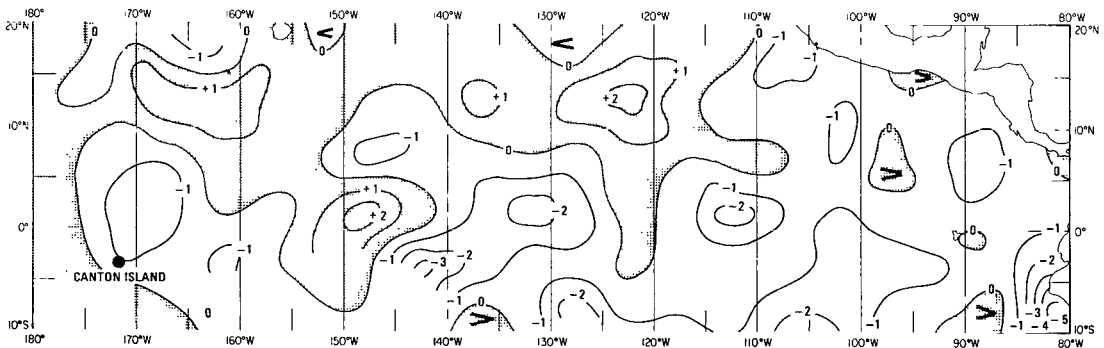 180° 170°W 160°W 150°W 140°W 130°W 120°W 110°W 100°W 90°W 80°W
20°N 0 -1 0 < 0 < 0 0 -1 20°N
+1 +1 +2 +1 > 0
10°N -1 0 -1 > 0 -1 0 10°N
-1 +1 +2 -2 -1 -2
0° -1 0 -1 0°
CANTON ISLAND -1 -3 -2 -2
10°S 0 -1 0 > -1 -2 -1 -2 -1 0 > -1 -4 -3 -5 10°S
180° 170°W 160°W 150°W 140°W 130°W 120°W 110°W 100°W 90°W 80°W